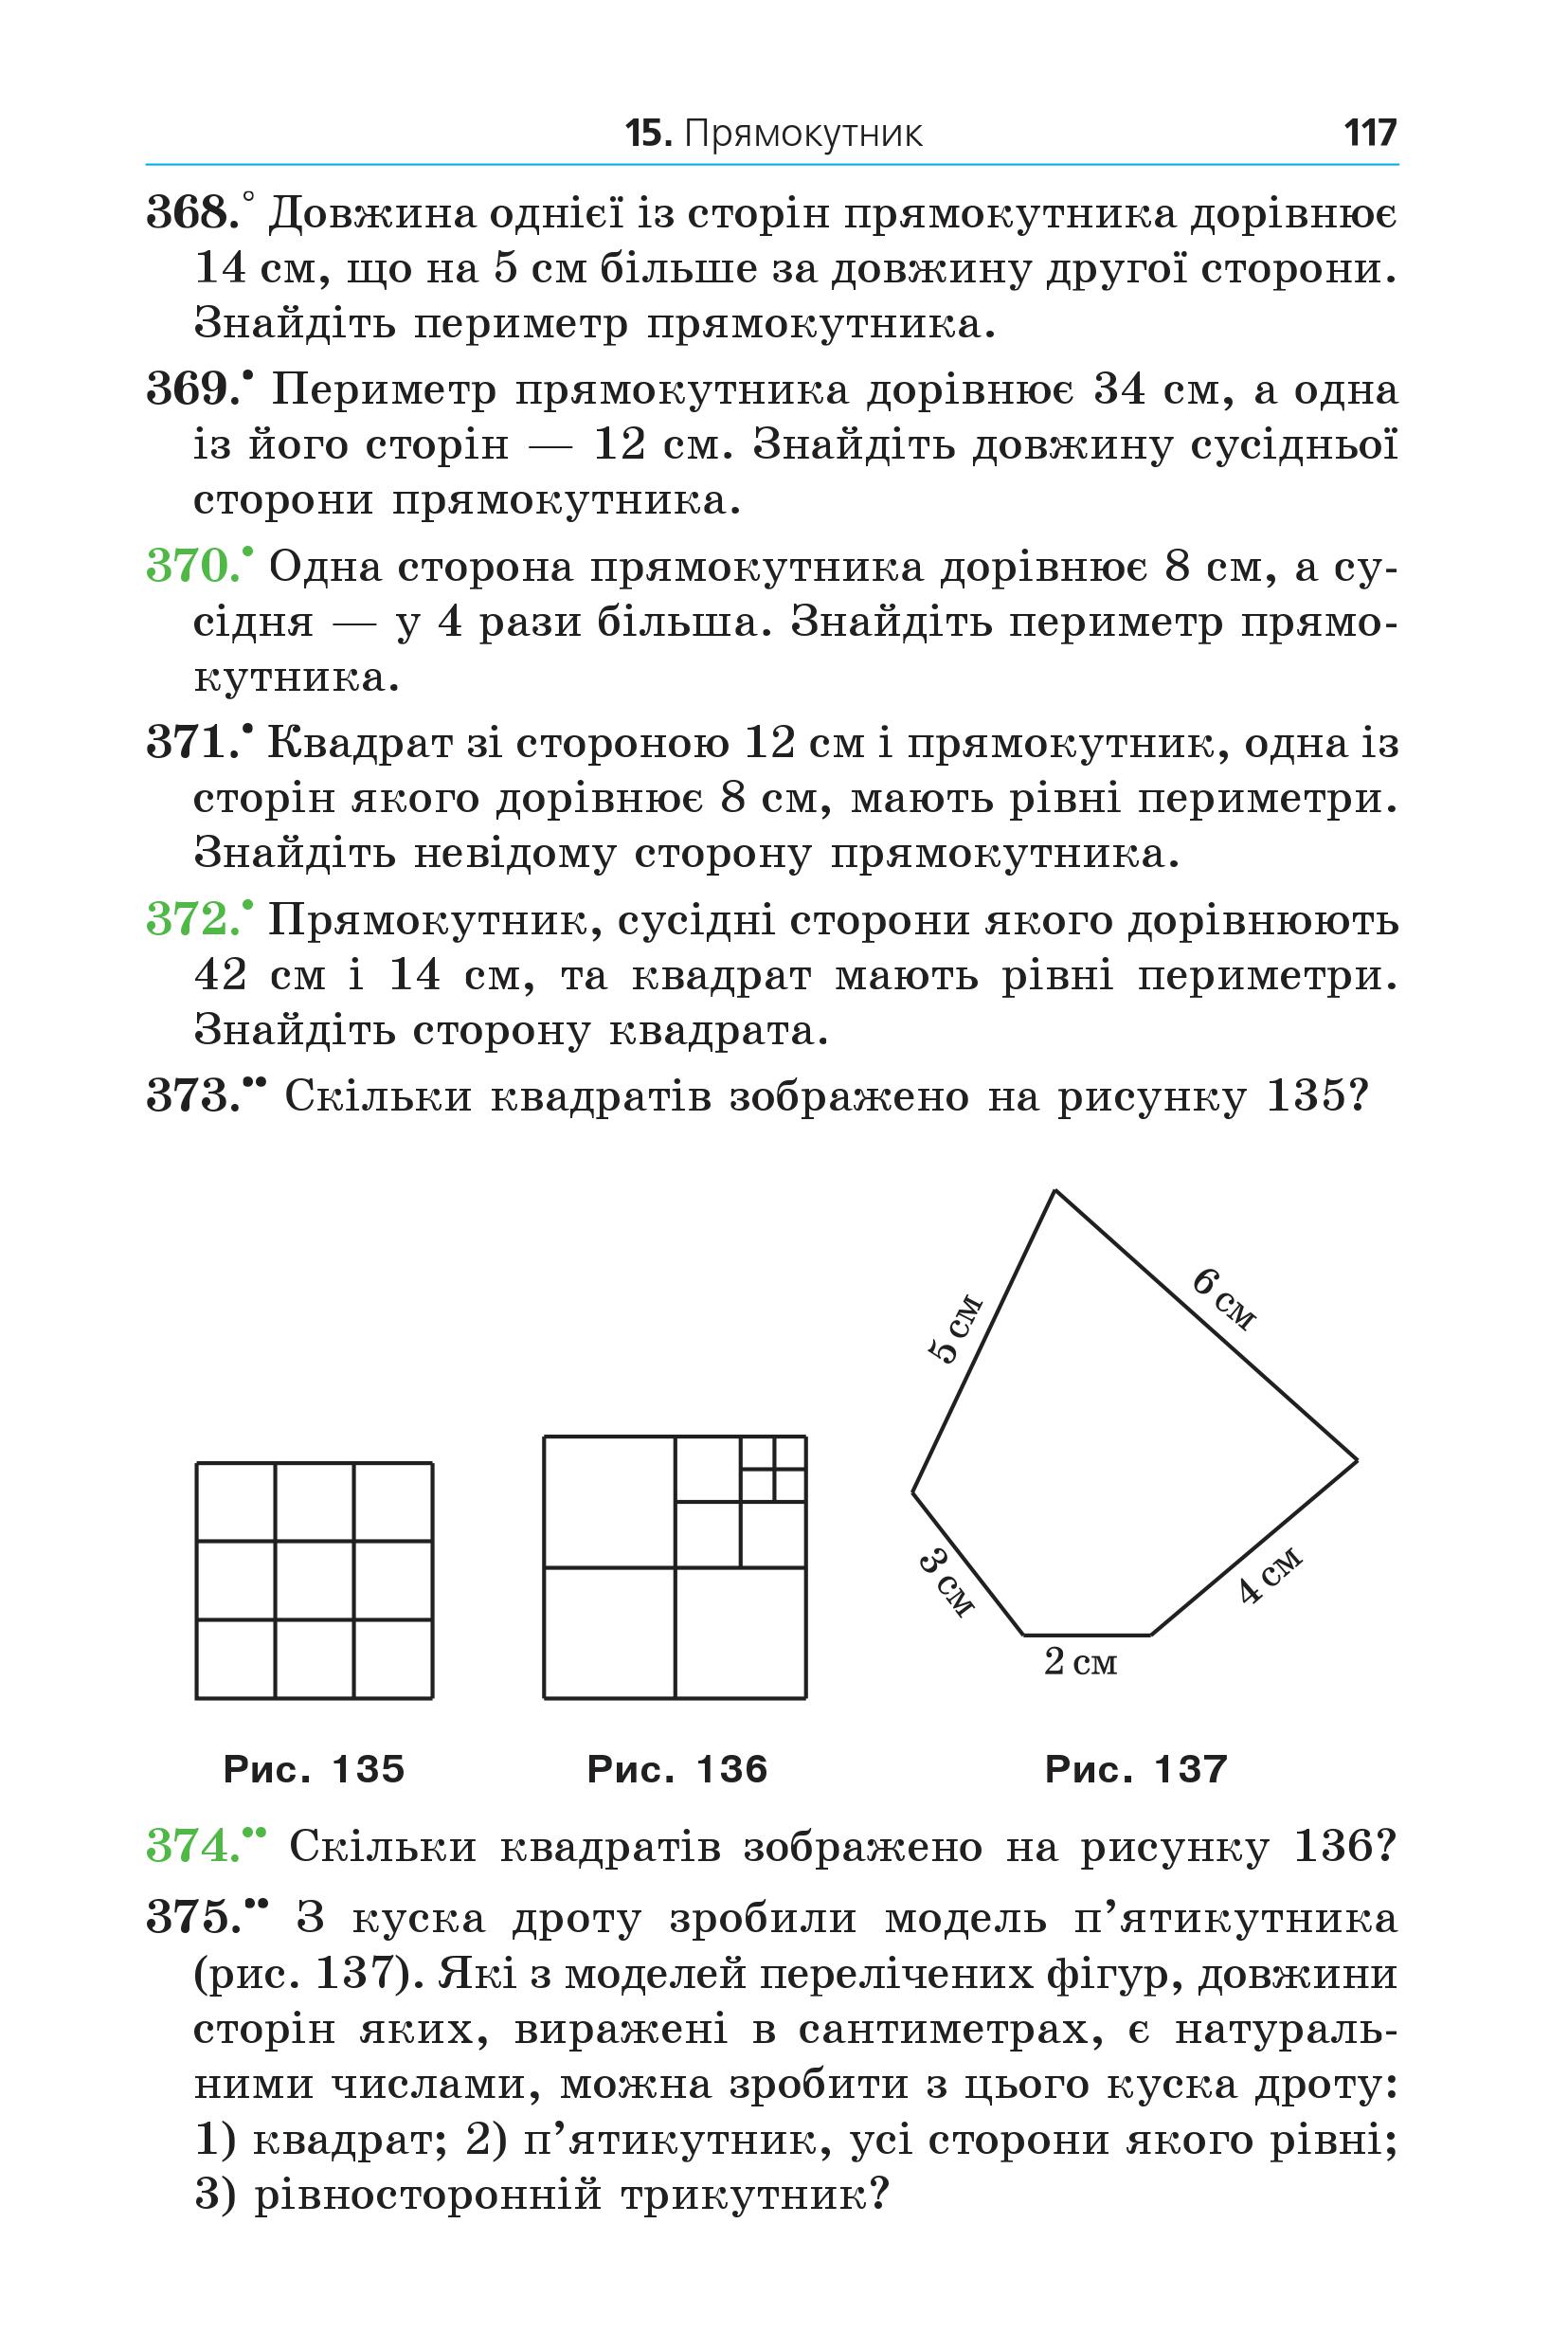 15. Прямокутник 117
368.° Довжина однієї із сторін прямокутника дорівнює
14 см, що на 5 см більше за довжину другої сторони.
Знайдіть периметр прямокутника.
369.• Периметр прямокутника дорівнює 34 см, а одна
із його сторін — 12 см. Знайдіть довжину сусідньої
сторони прямокутника.
370.• Одна сторона прямокутника дорівнює 8 см, а су-
сідня — у 4 рази більша. Знайдіть периметр прямо-
кутника.
371.• Квадрат зі стороною 12 см і прямокутник, одна із
сторін якого дорівнює 8 см, мають рівні периметри.
Знайдіть невідому сторону прямокутника.
372.• Прямокутник, сусідні сторони якого дорівнюють
42 см і 14 см, та квадрат мають рівні периметри.
Знайдіть сторону квадрата.
373.•• Скільки квадратів зображено на рисунку 135?
5 см
6 см
3 см
4 см
2 см
Рис. 135
Рис. 136
Рис. 137
374.•• Скільки квадратів зображено на рисунку 136?
375.•• З куска дроту зробили модель п’ятикутника
(рис. 137). Які з моделей перелічених фігур, довжини
сторін яких, виражені в сантиметрах, є натураль-
ними числами, можна зробити з цього куска дроту:
1) квадрат; 2) п’ятикутник, усі сторони якого рівні;
3) рівносторонній трикутник?